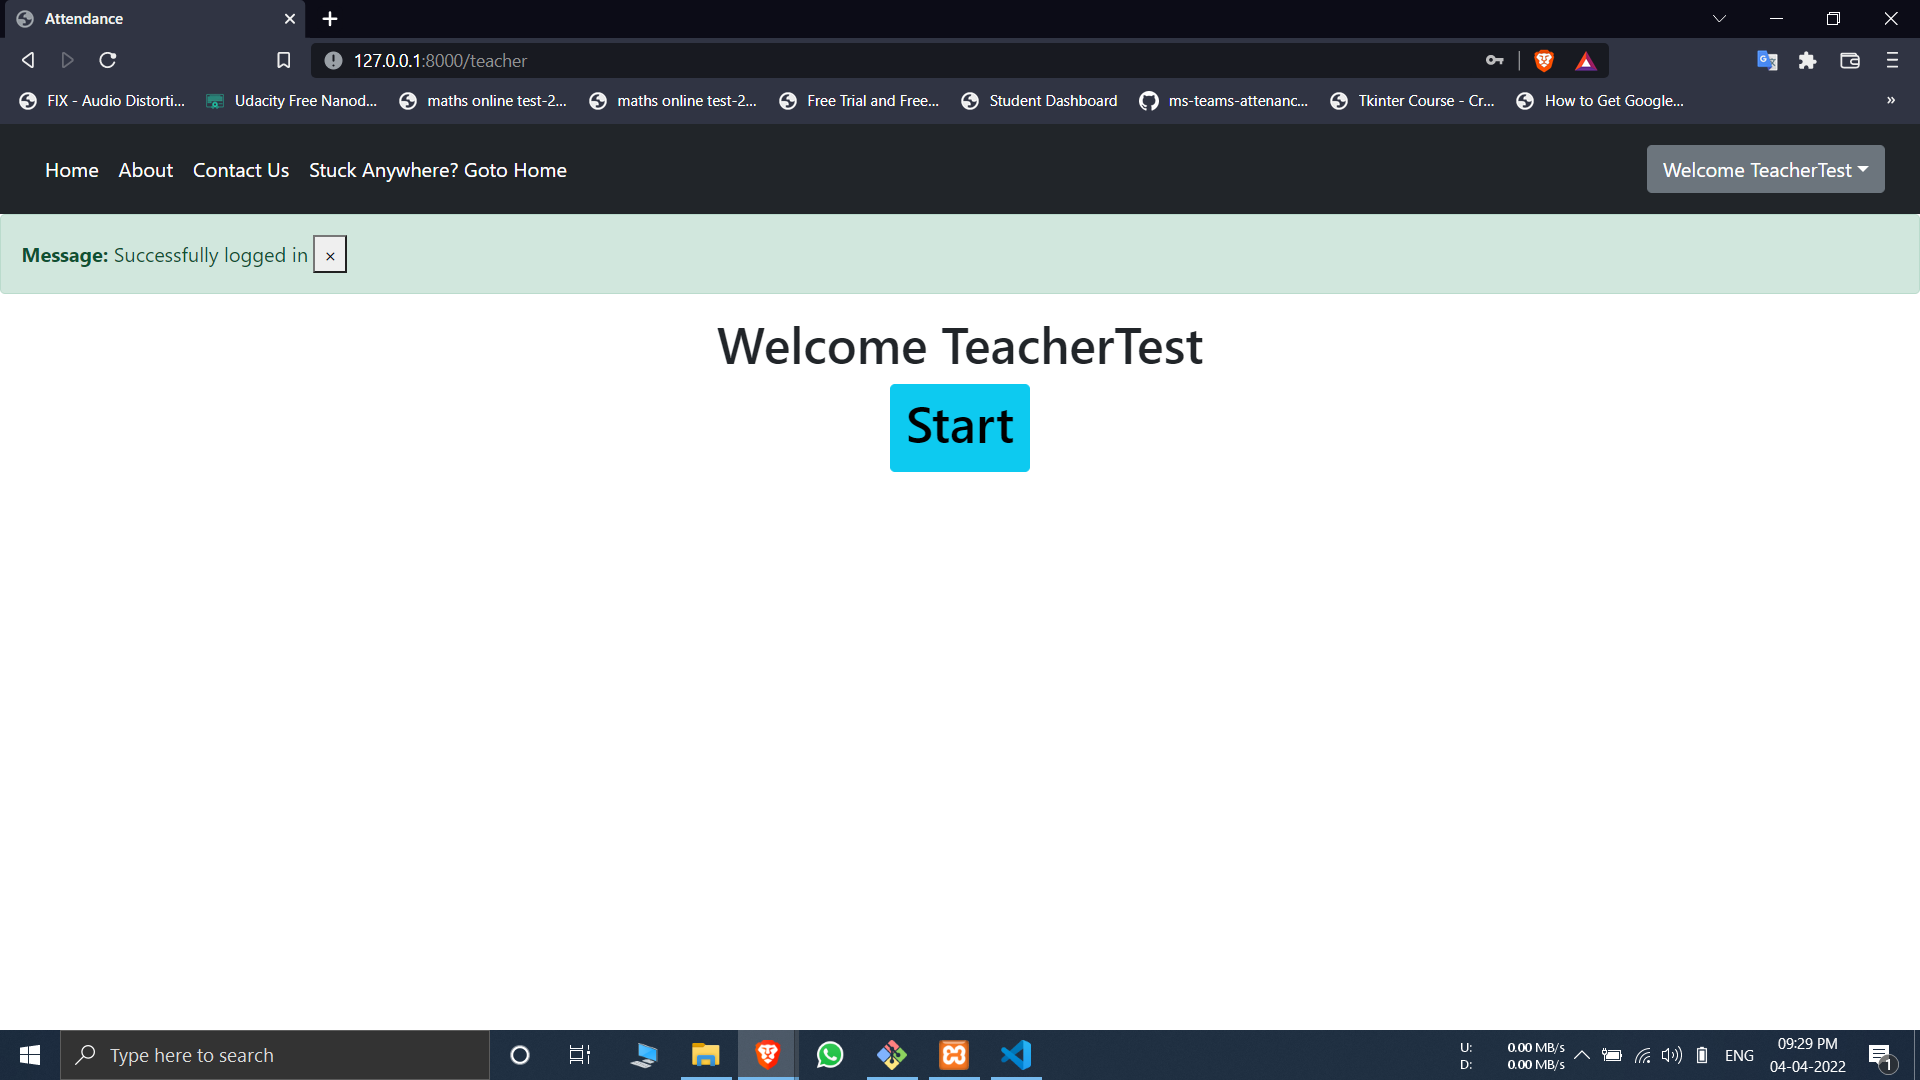 Attendance
127.0.0.1:8000/teacher
FIX - Audio Distorti... Udacity Free Nanod... maths online test-2... maths online test-2... Free Trial and Free... Student Dashboard ms-teams-attenanc... Tkinter Course - Cr... How to Get Google... »
Home About Contact Us Stuck Anywhere? Goto Home Welcome TeacherTest
Message: Successfully logged in ×
Welcome TeacherTest
Start
Type here to search
U: 0.00 MB/s
D: 0.00 MB/s
ENG
09:29 PM
04-04-2022
1